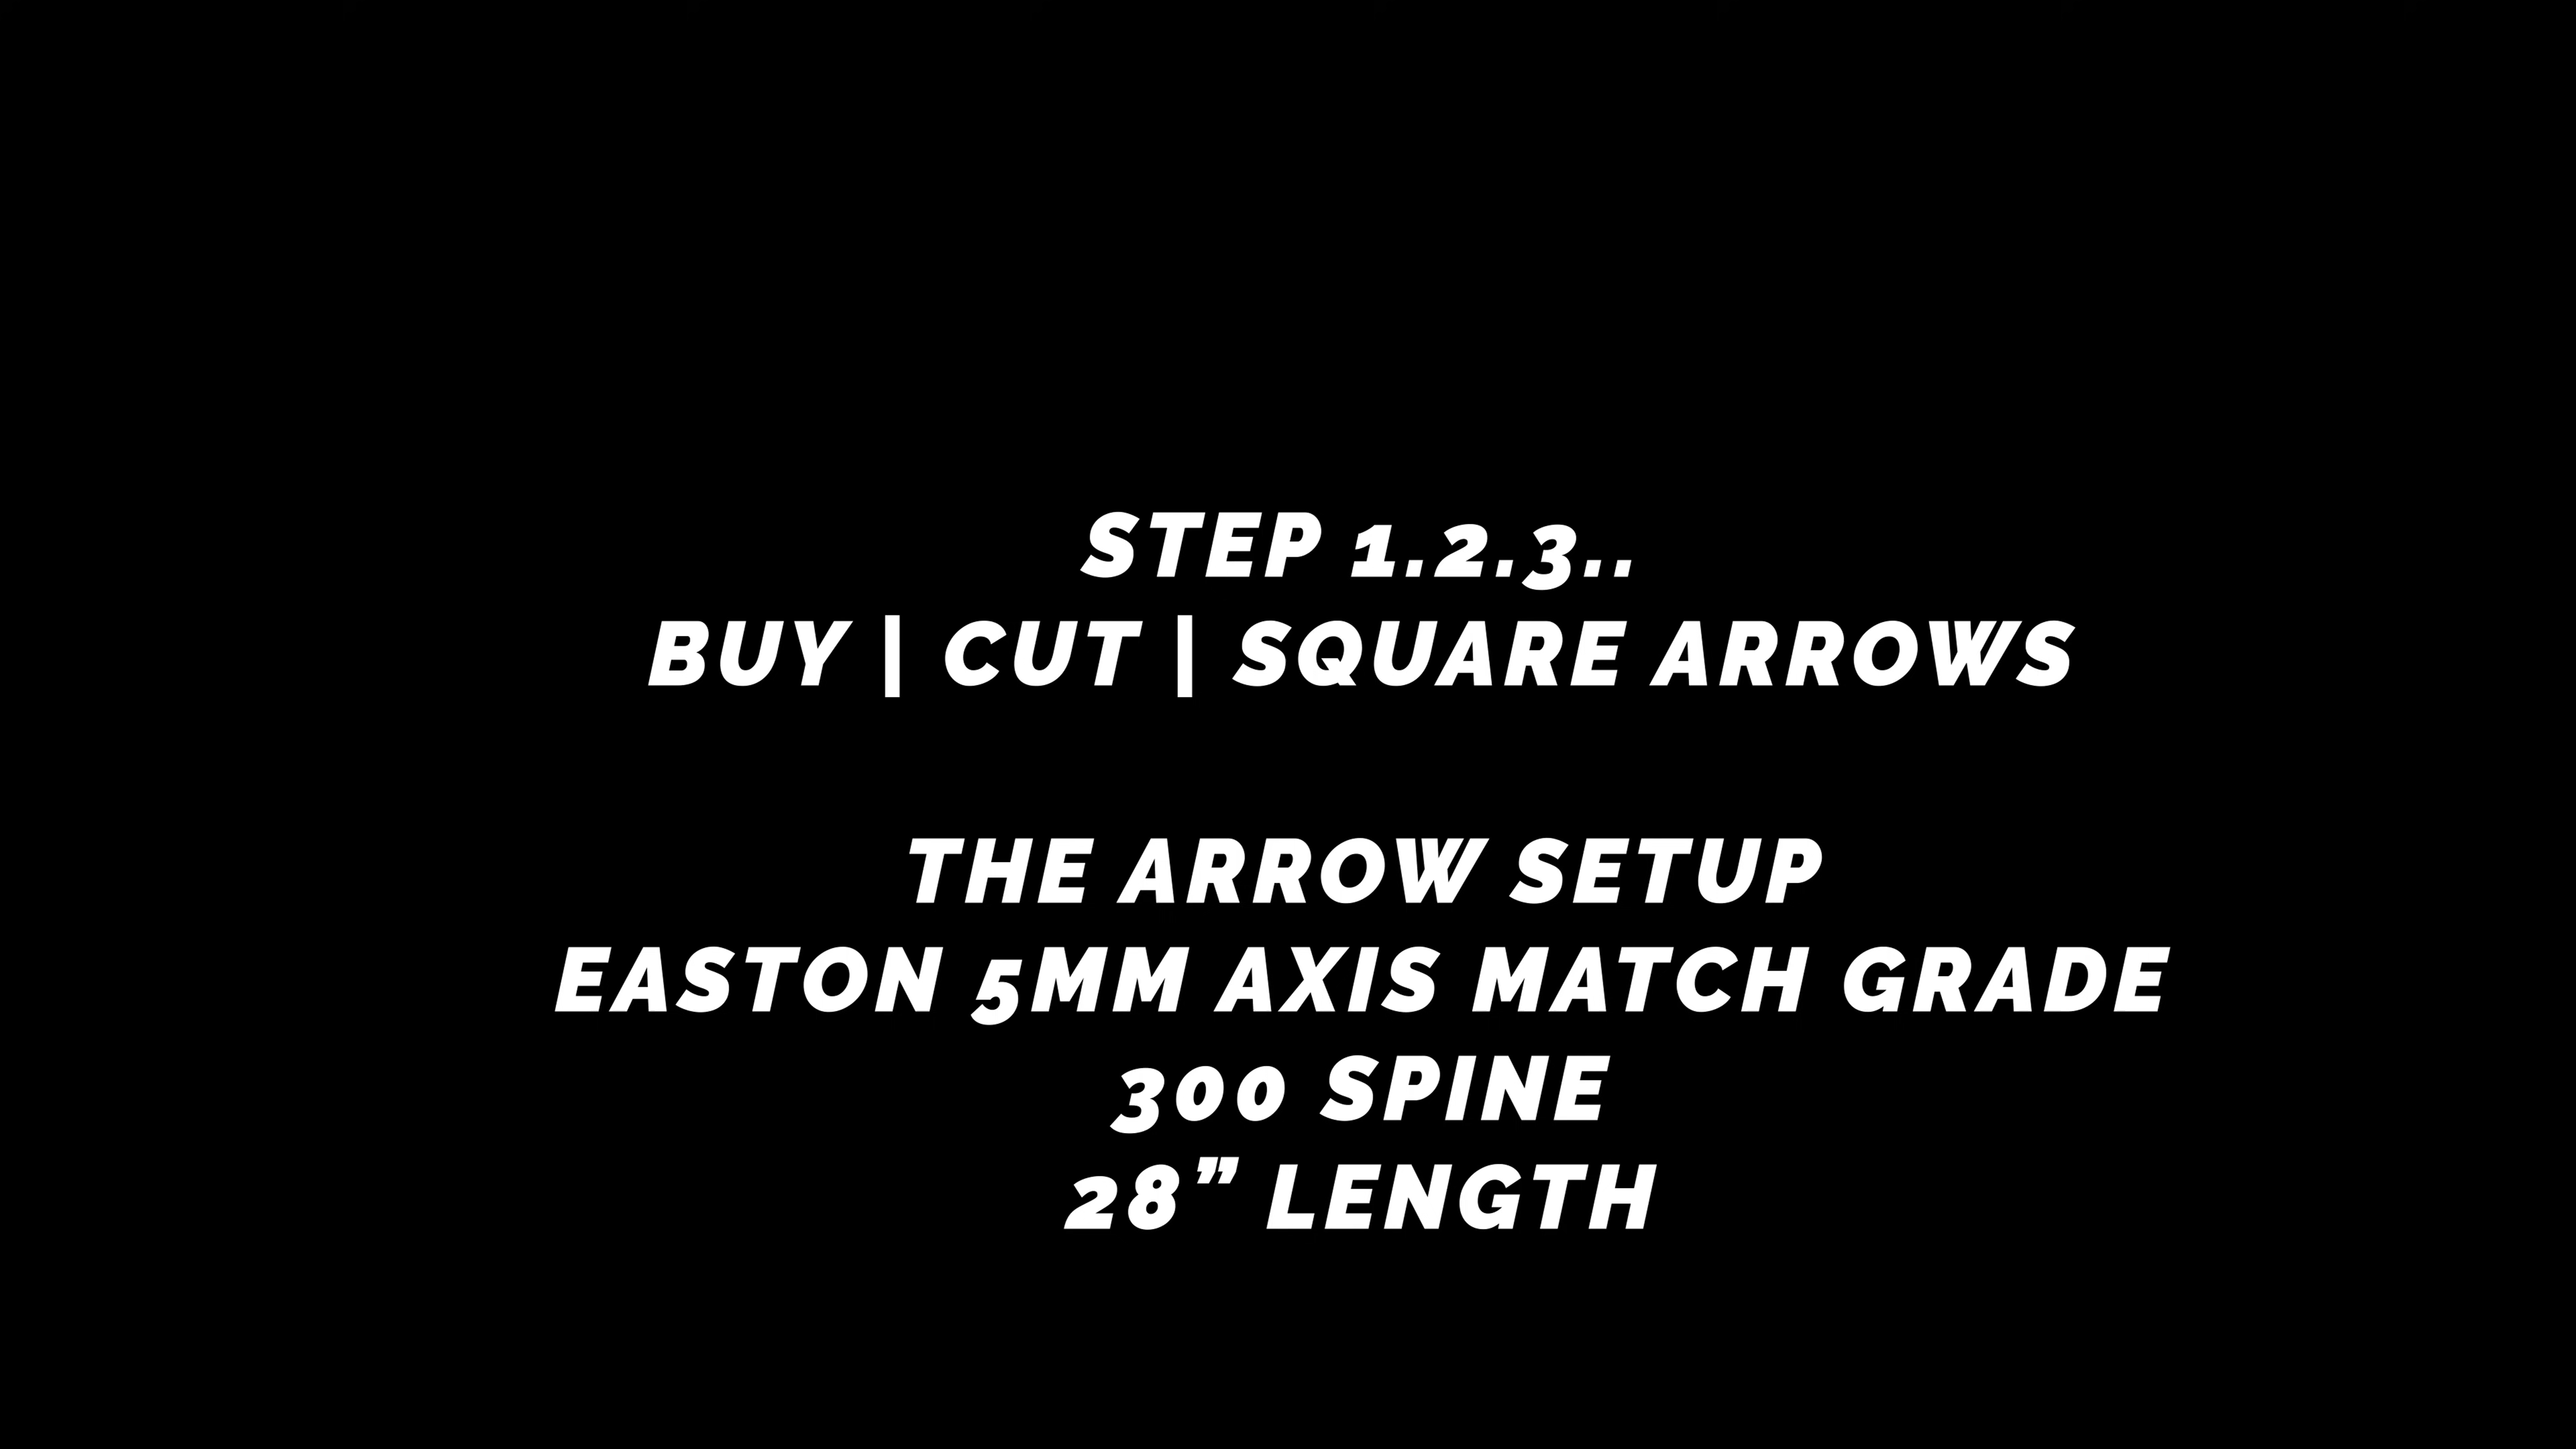 STEP 1.2.3..
BUY | CUT | SQUARE ARROWS
THE ARROW SETUP
EASTON 5MM AXIS MATCH GRADE
300 SPINE
28” LENGTH